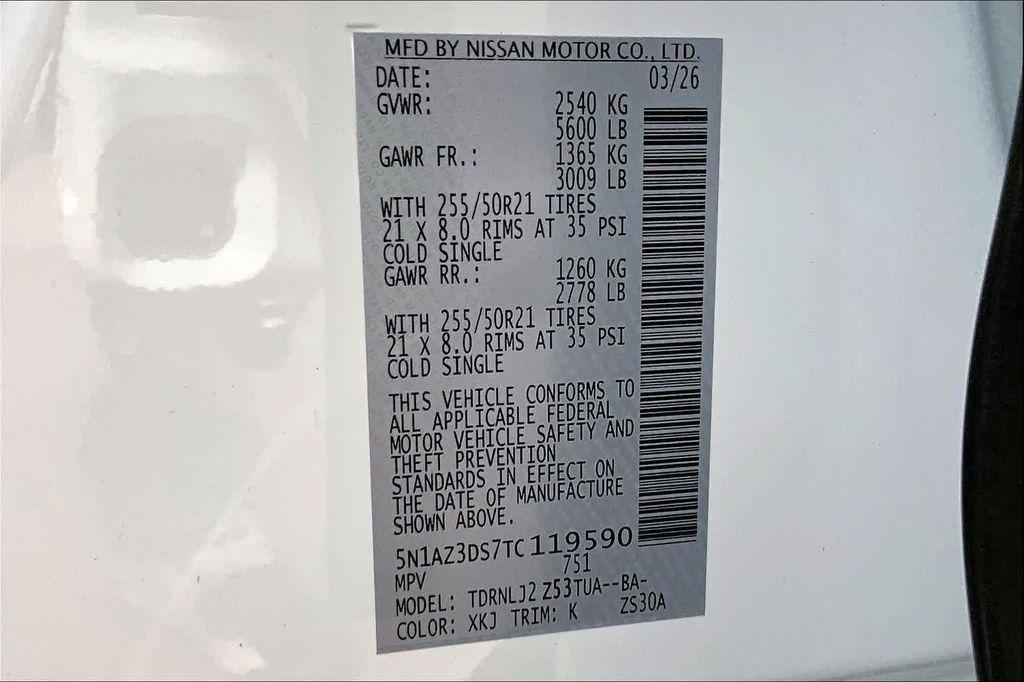 MFD BY NISSAN MOTOR CO., LTD.
DATE: 03/26
GVWR: 2540 KG
5600 LB
GAWR FR.: 1365 KG
3009 LB
WITH 255/50R21 TIRES
21 X 8.0 RIMS AT 35 PSI
COLD SINGLE
GAWR RR.: 1260 KG
2778 LB
WITH 255/50R21 TIRES
21 X 8.0 RIMS AT 35 PSI
COLD SINGLE
THIS VEHICLE CONFORMS TO
ALL APPLICABLE FEDERAL
MOTOR VEHICLE SAFETY AND
THEFT PREVENTION
STANDARDS IN EFFECT ON
THE DATE OF MANUFACTURE
SHOWN ABOVE.
5N1AZ3DS7TC119590
MPV 751
MODEL: TDRNLJ2 Z53TUA--BA-
COLOR: XKJ TRIM: K ZS30A